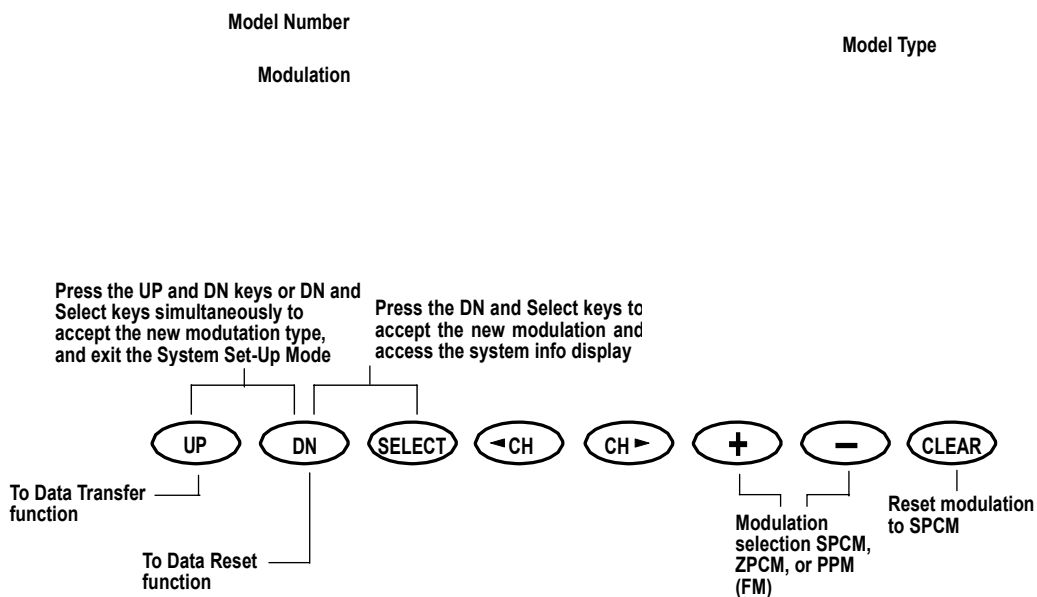 Model Number
Model Type
Modulation
Press the UP and DN keys or DN and
Select keys simultaneously to
accept the new modutation type,
and exit the System Set-Up Mode
Press the DN and Select keys to
accept the new modulation and
access the system info display
UP
DN
SELECT
◄CH
CH►
+
−
CLEAR
To Data Transfer
function
To Data Reset
function
Modulation
selection SPCM,
ZPCM, or PPM
(FM)
Reset modulation
to SPCM